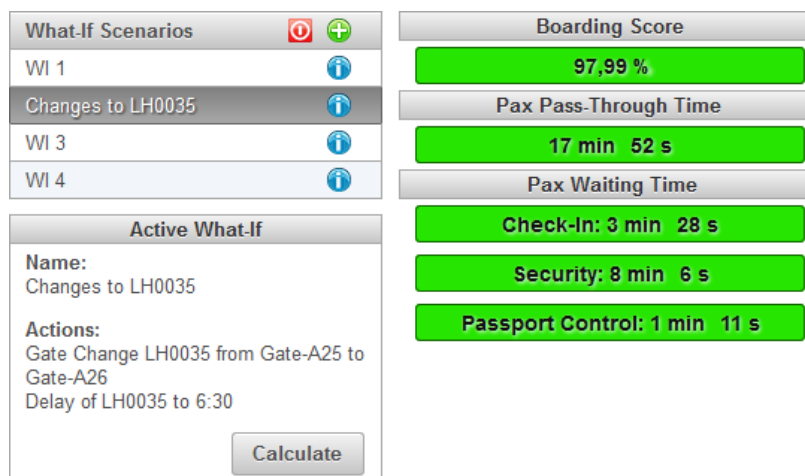 What-If Scenarios
WI 1
Changes to LH0035
WI 3
WI 4
Active What-If
Name:
Changes to LH0035
Actions:
Gate Change LH0035 from Gate-A25 to
Gate-A26
Delay of LH0035 to 6:30
Calculate
Boarding Score
97,99 %
Pax Pass-Through Time
17 min 52 s
Pax Waiting Time
Check-In: 3 min 28 s
Security: 8 min 6 s
Passport Control: 1 min 11 s